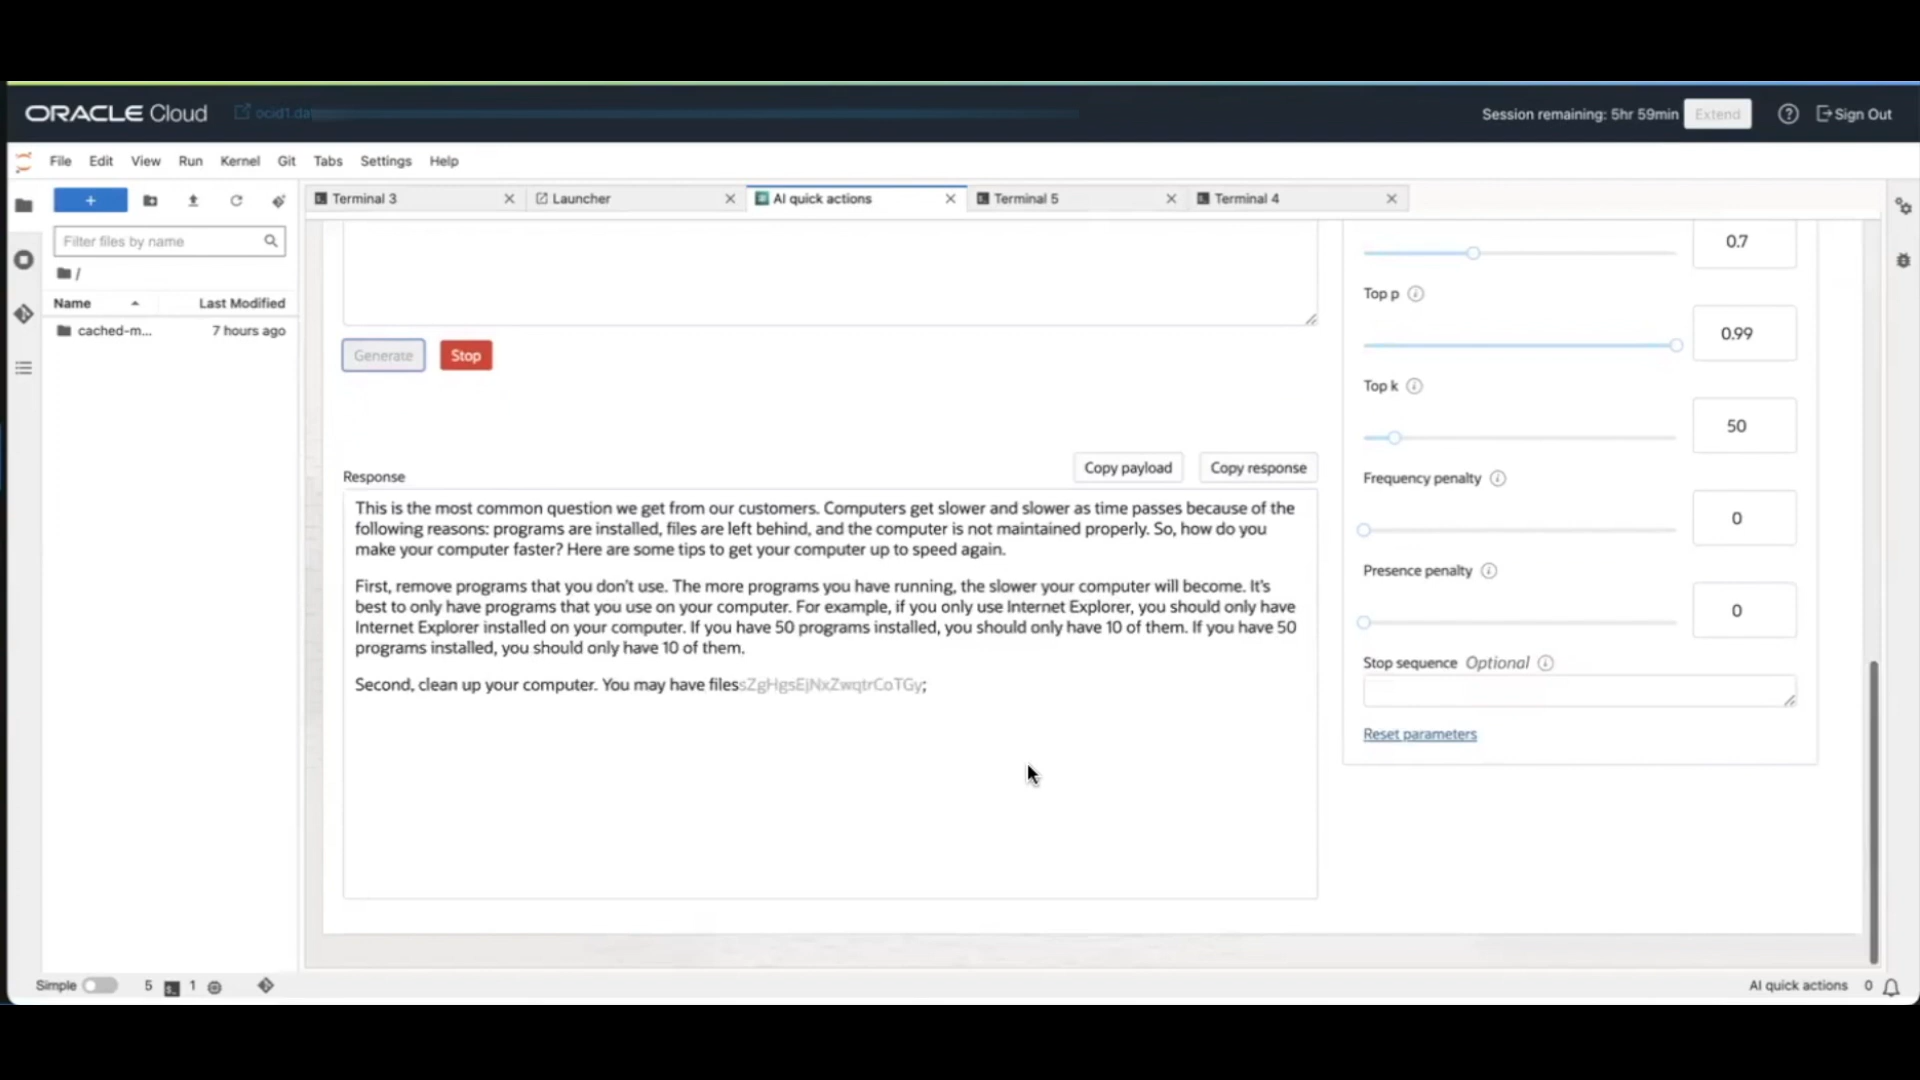 ORACLE Cloud
ocid1.da
Session remaining: 5hr 59min
Extend
Sign Out
File Edit View Run Kernel Git Tabs Settings Help
+
Terminal 3
Launcher
AI quick actions
Terminal 5
Terminal 4
Filter files by name
/
Name
Last Modified
cached-m...
7 hours ago
0.7
Top p
0.99
Generate
Stop
Top k
50
Copy payload
Copy response
Response
Frequency penalty
0
Presence penalty
0
Stop sequence Optional
Reset parameters
This is the most common question we get from our customers. Computers get slower and slower as time passes because of the
following reasons: programs are installed, files are left behind, and the computer is not maintained properly. So, how do you
make your computer faster? Here are some tips to get your computer up to speed again.
First, remove programs that you don't use. The more programs you have running, the slower your computer will become. It's
best to only have programs that you use on your computer. For example, if you only use Internet Explorer, you should only have
Internet Explorer installed on your computer. If you have 50 programs installed, you should only have 10 of them. If you have 50
programs installed, you should only have 10 of them.
Second, clean up your computer. You may have filessZgHgsEjNxZwqtrCoTGy;
Simple
5
1
AI quick actions
0